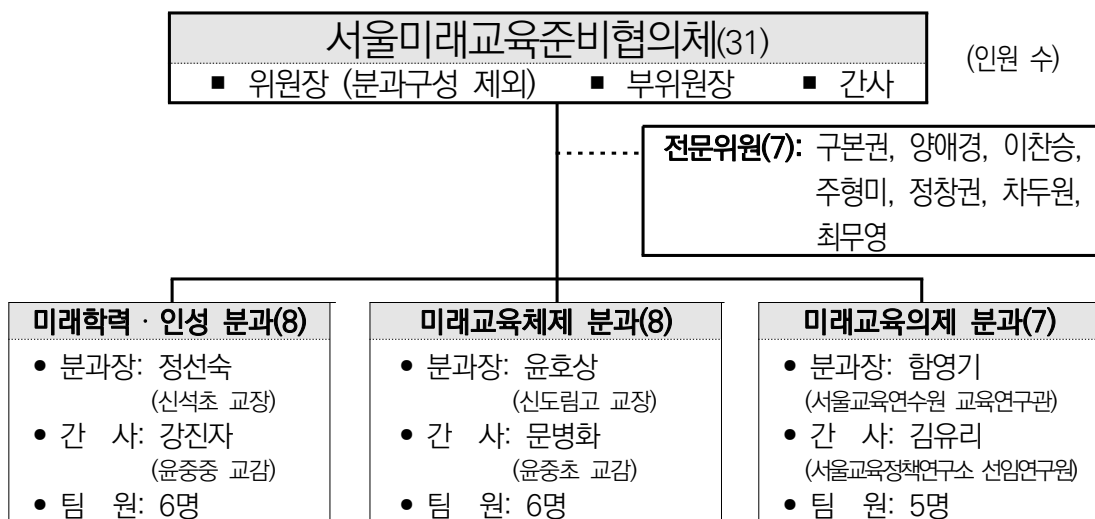 서울미래교육준비협의체(31)
(인원 수)
■ 위원장 (분과구성 제외) ■ 부위원장 ■ 간사
전문위원(7): 구본권, 양애경, 이찬승,
주형미, 정창권, 차두원,
최무영
미래학력 · 인성 분과(8)
• 분과장: 정선숙
(신석초 교장)
• 간 사: 강진자
(윤중중 교감)
• 팀 원: 6명
미래교육체제 분과(8)
• 분과장: 윤호상
(신도림고 교장)
• 간 사: 문병화
(윤중초 교감)
• 팀 원: 6명
미래교육의제 분과(7)
• 분과장: 함영기
(서울교육연수원 교육연구관)
• 간 사: 김유리
(서울교육정책연구소 선임연구원)
• 팀 원: 5명